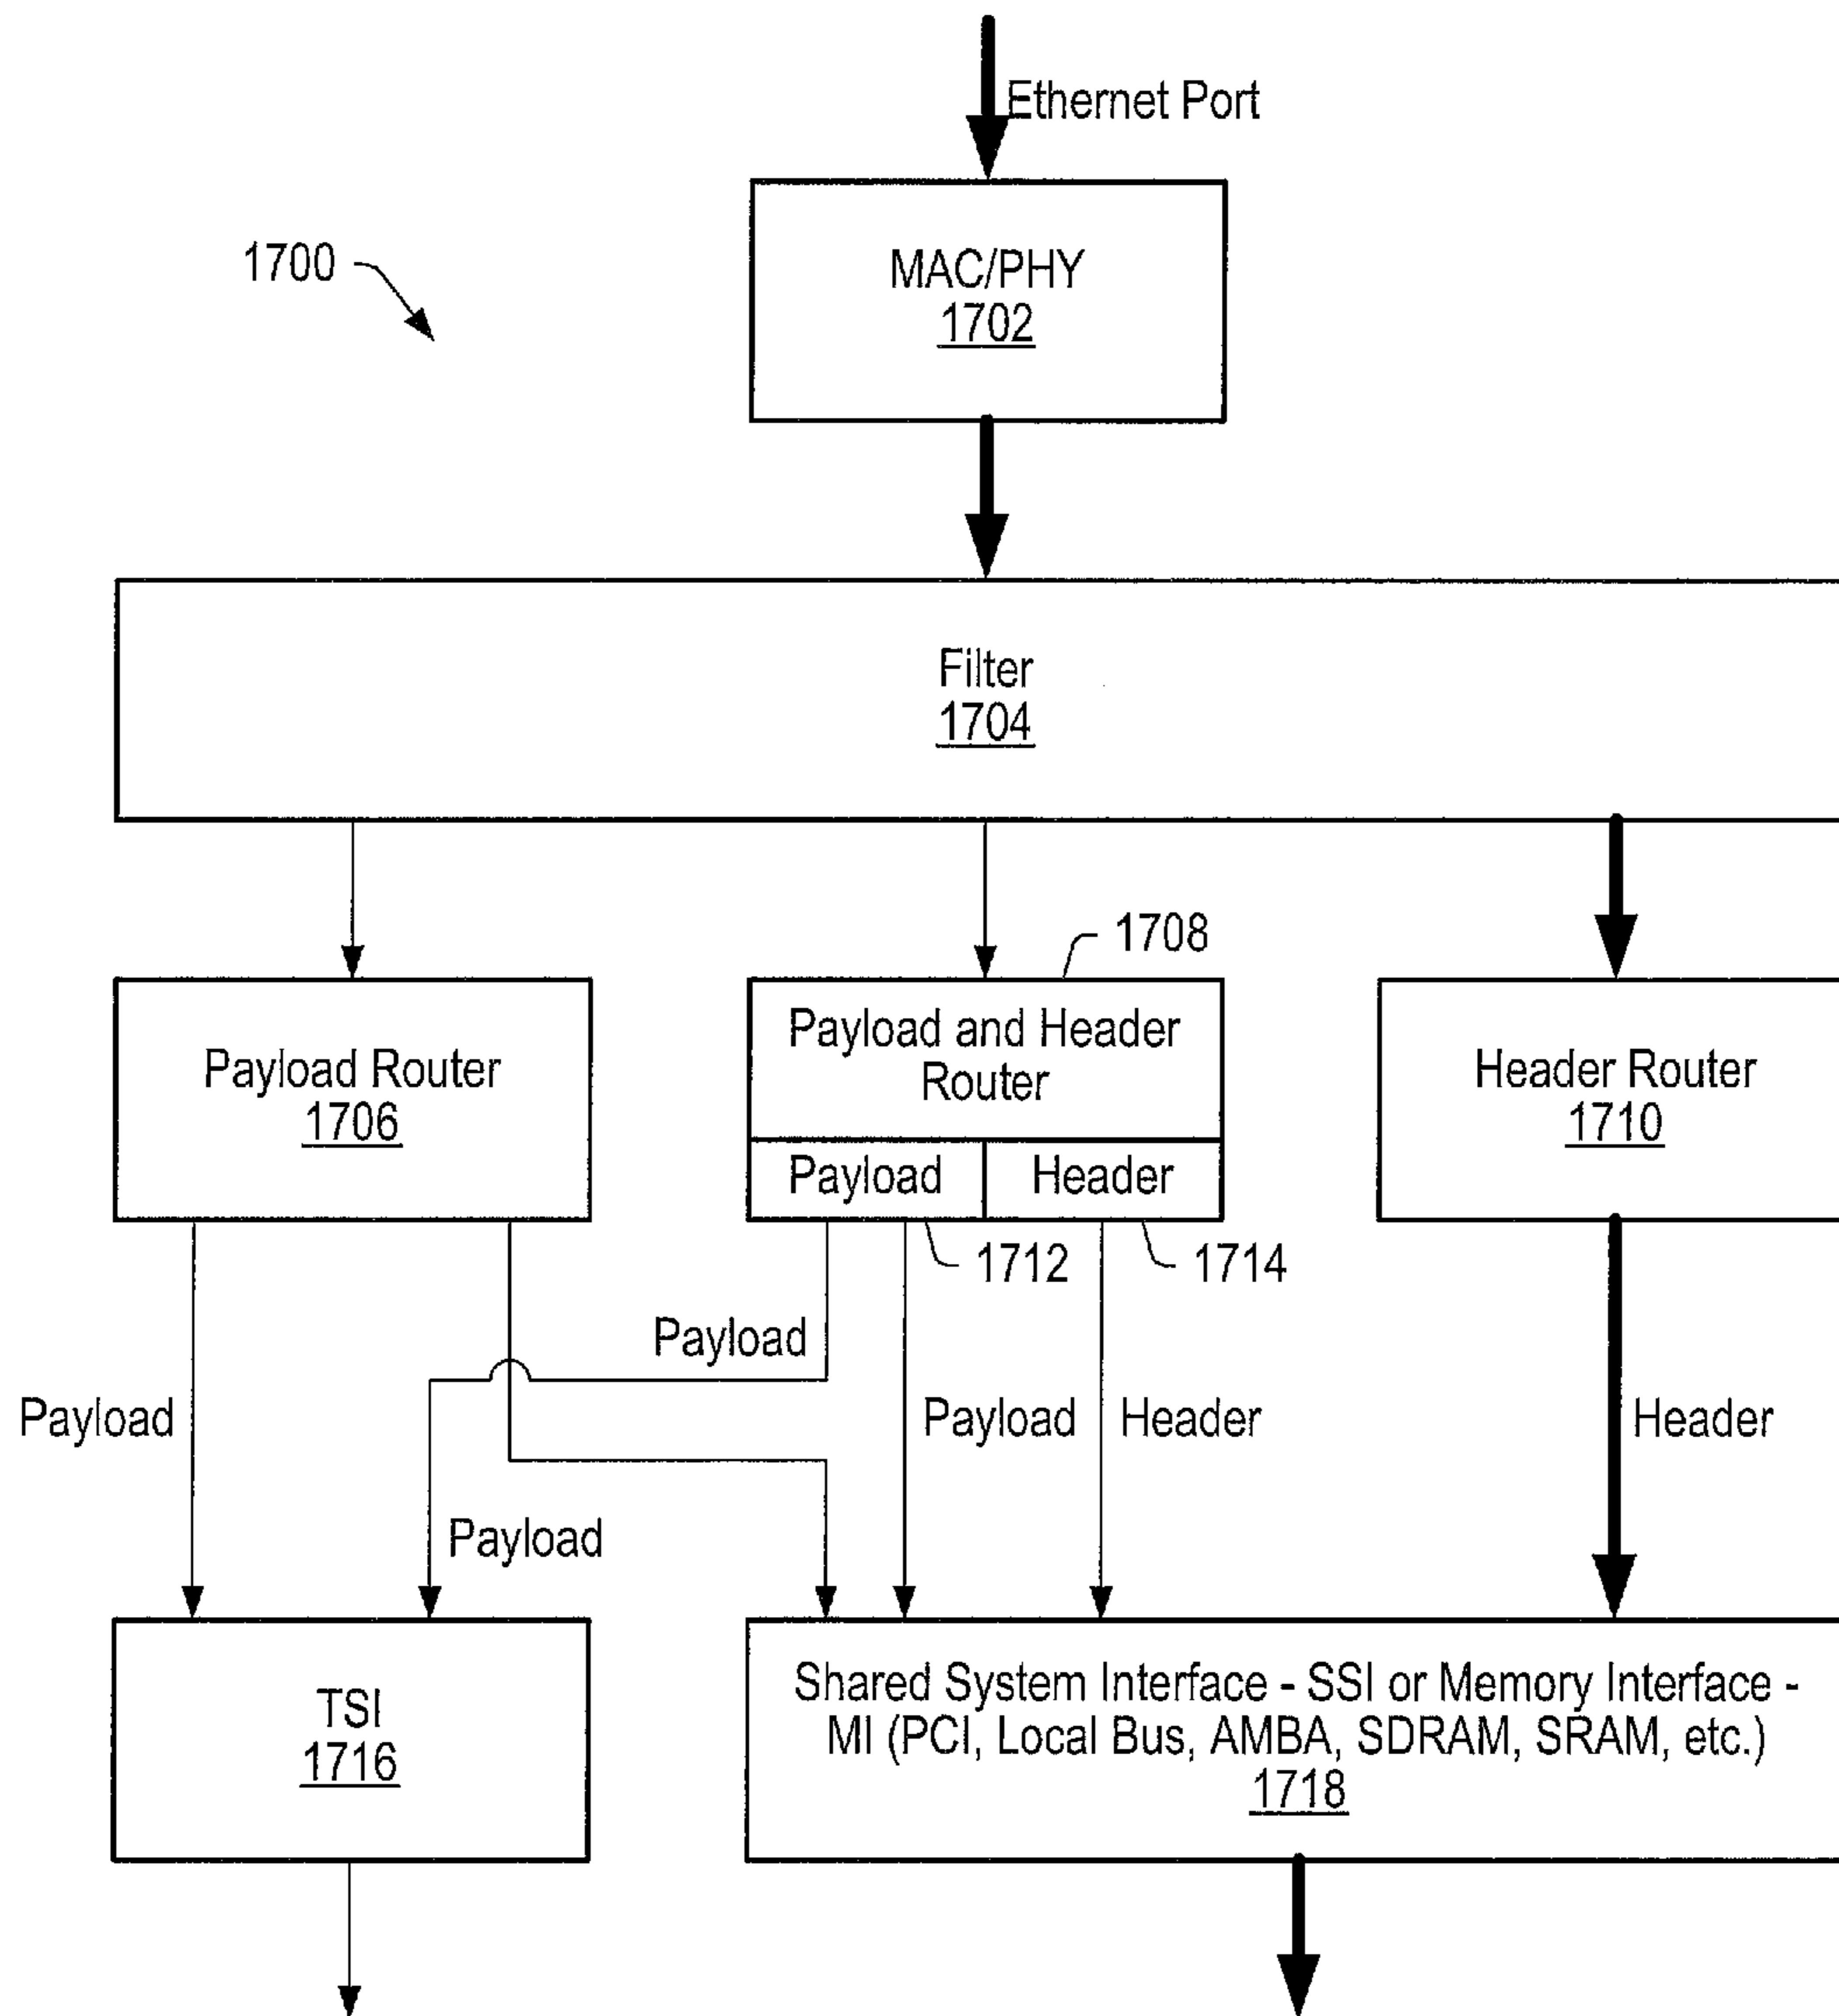 Ethernet Port
1700
MAC/PHY
1702
Filter
1704
1708
Payload Router
1706
Payload and Header
Router
Payload
Header
Header Router
1710
1712
1714
Payload
Payload
Payload
Header
Header
Payload
TSI
1716
Shared System Interface - SSI or Memory Interface -
MI (PCI, Local Bus, AMBA, SDRAM, SRAM, etc.)
1718